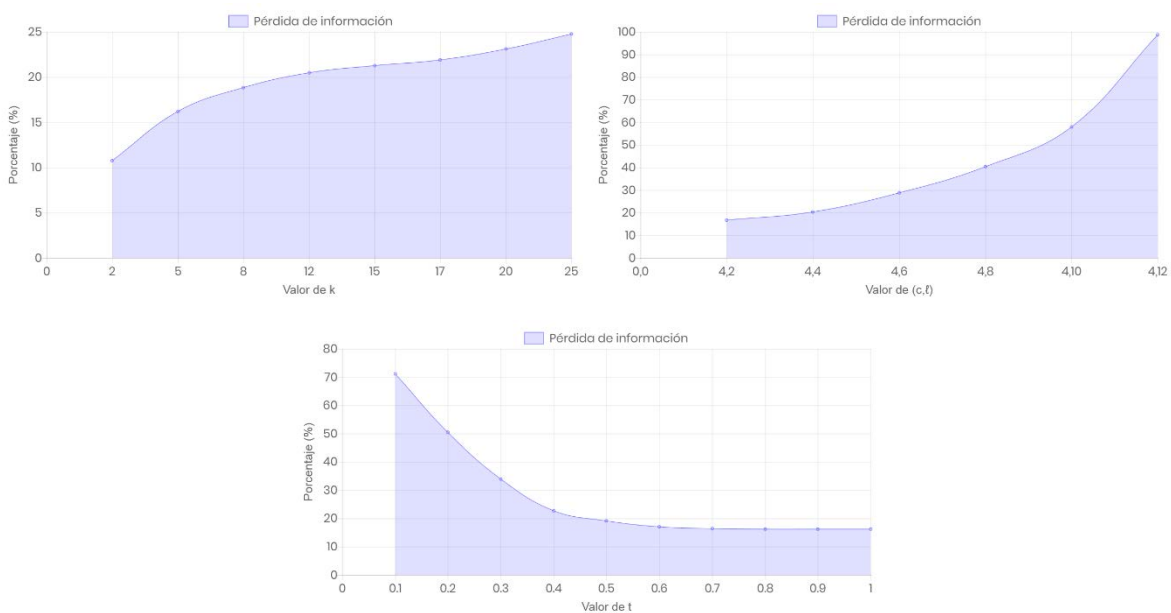 Pérdida de información
25
20
15
10
5
0
Porcentaje (%)
0 2 5 8 12 15 17 20 25
Valor de k
Pérdida de información
100
90
80
70
60
50
40
30
20
10
0
Porcentaje (%)
0,0 4,2 4,4 4,6 4,8 4,10 4,12
Valor de (c,ℓ)
Pérdida de información
80
70
60
50
40
30
20
10
0
Porcentaje (%)
0 0.1 0.2 0.3 0.4 0.5 0.6 0.7 0.8 0.9 1
Valor de t